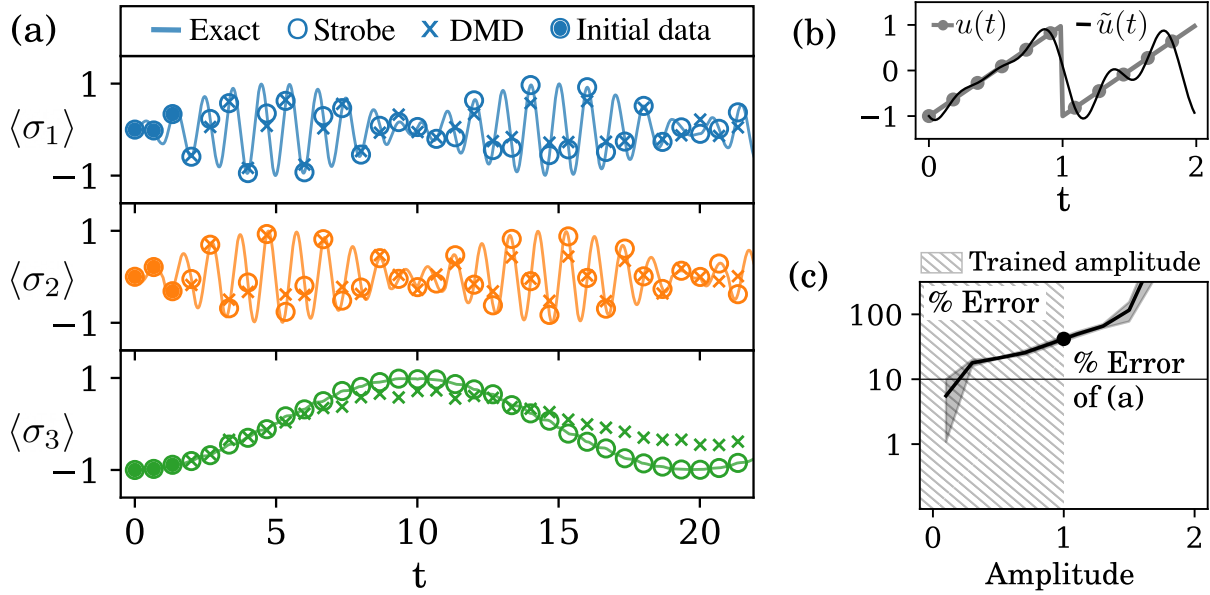 (a)
Exact Strobe DMD Initial data
1
⟨σ₁⟩
−1
1
⟨σ₂⟩
−1
1
⟨σ₃⟩
−1
0 5 10 15 20
t
(b)
u(t) ũ(t)
1
0
−1
0 1 2
t
(c)
Trained amplitude
% Error
100
10
1
% Error
of (a)
0 1 2
Amplitude